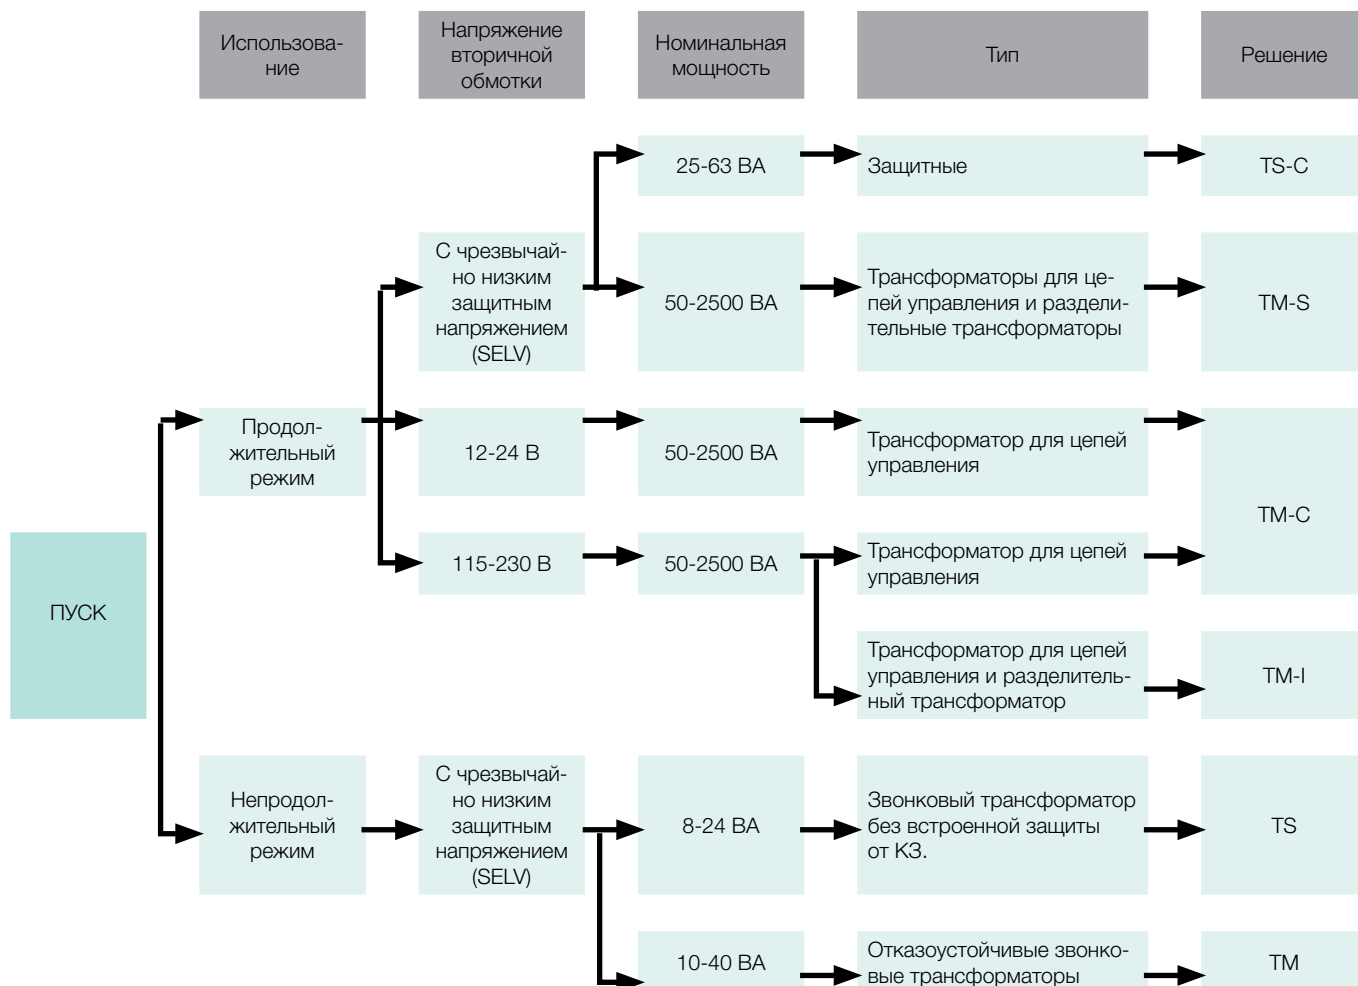 Использова-
ние
Напряжение
вторичной
обмотки
Номинальная
мощность
Тип
Решение
25-63 ВА
Защитные
TS-C
С чрезвычай-
но низким
защитным
напряжением
(SELV)
50-2500 ВА
Трансформаторы для це-
пей управления и раздели-
тельные трансформаторы
TM-S
Продол-
жительный
режим
12-24 В
50-2500 ВА
Трансформатор для цепей
управления
TM-C
115-230 В
50-2500 ВА
Трансформатор для цепей
управления
ПУСК
Трансформатор для цепей
управления и разделитель-
ный трансформатор
TM-I
Непродол-
жительный
режим
С чрезвычай-
но низким
защитным
напряжением
(SELV)
8-24 ВА
Звонковый трансформатор
без встроенной защиты
от КЗ.
TS
10-40 ВА
Отказоустойчивые звонко-
вые трансформаторы
TM